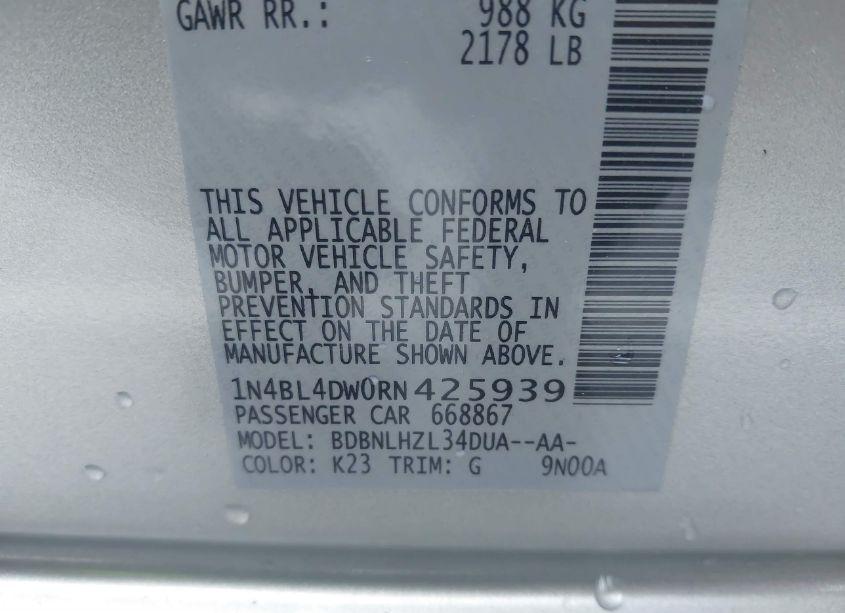 GAWR RR.: 988 KG
2178 LB
THIS VEHICLE CONFORMS TO
ALL APPLICABLE FEDERAL
MOTOR VEHICLE SAFETY,
BUMPER, AND THEFT
PREVENTION STANDARDS IN
EFFECT ON THE DATE OF
MANUFACTURE SHOWN ABOVE.
1N4BL4DW0RN425939
PASSENGER CAR 668867
MODEL: BDBNLHZL34DUA--AA-
COLOR: K23 TRIM: G 9N00A